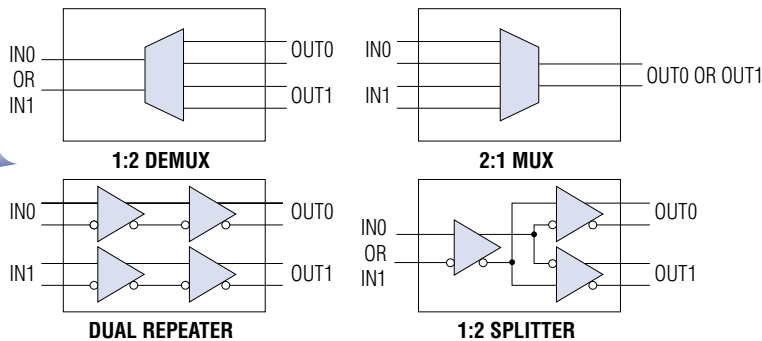 IN0
OR
IN1
OUT0
OUT1
1:2 DEMUX
IN0
IN1
OUT0 OR OUT1
2:1 MUX
IN0
IN1
OUT0
OUT1
DUAL REPEATER
IN0
OR
IN1
OUT0
OUT1
1:2 SPLITTER